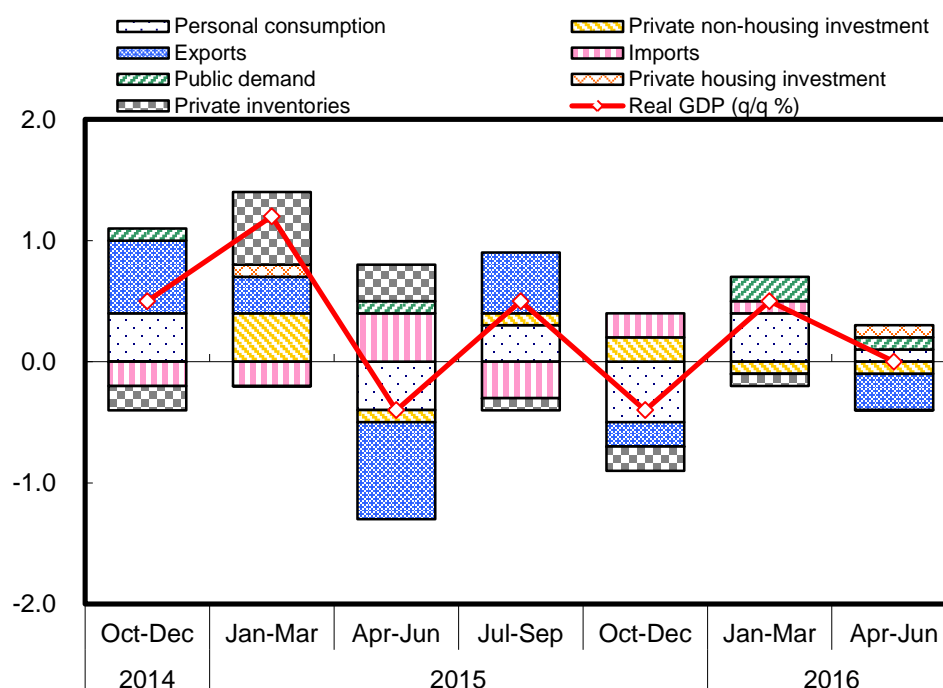 Personal consumption Private non-housing investment
Exports Imports
Public demand Private housing investment
Private inventories Real GDP (q/q %)
2.0
1.0
0.0
-1.0
-2.0
Oct-Dec Jan-Mar Apr-Jun Jul-Sep Oct-Dec Jan-Mar Apr-Jun
2014 2015 2016